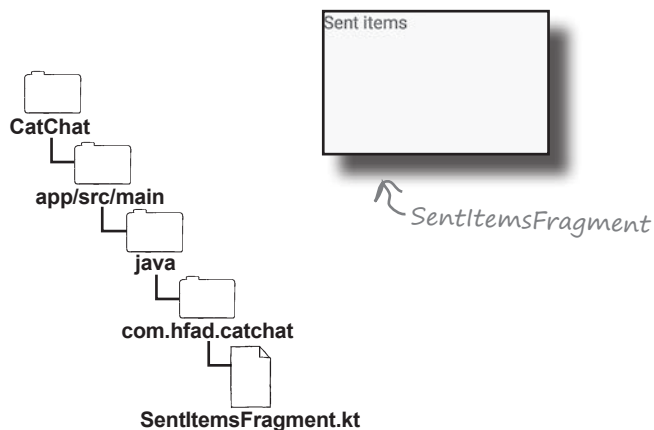 Sent items
CatChat
app/src/main
SentItemsFragment
java
com.hfad.catchat
SentItemsFragment.kt